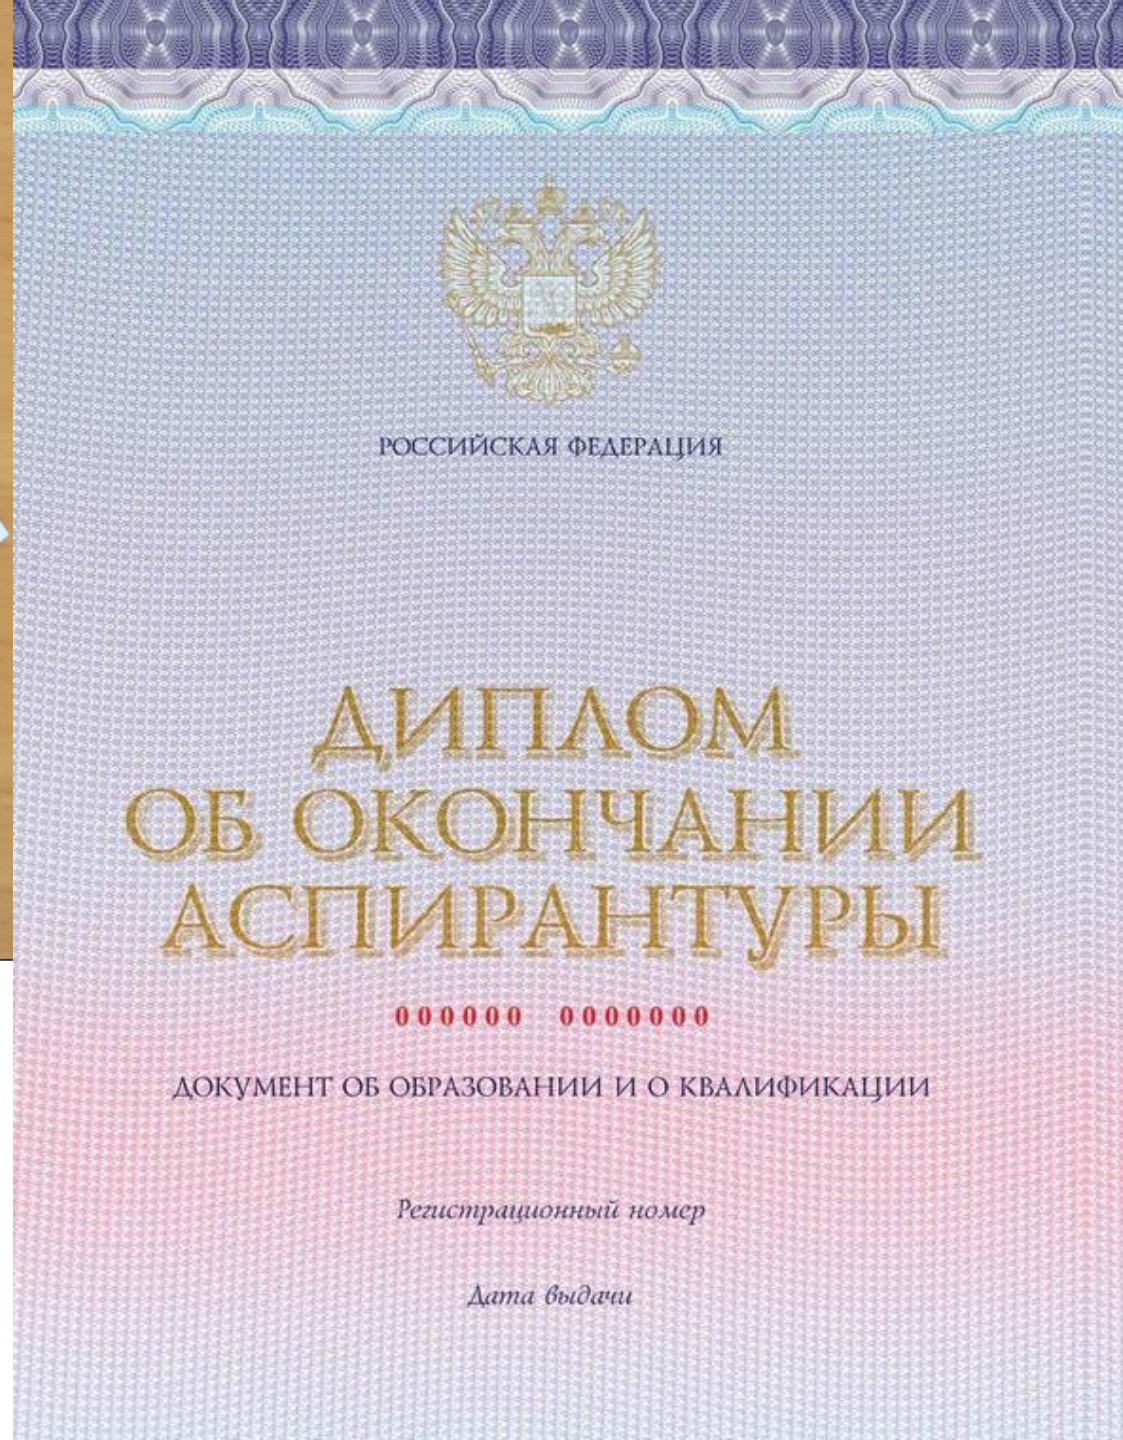 РОССИЙСКАЯ ФЕДЕРАЦИЯ
ДИПЛОМ
ОБ ОКОНЧАНИИ
АСПИРАНТУРЫ
000000 0000000
ДОКУМЕНТ ОБ ОБРАЗОВАНИИ И О КВАЛИФИКАЦИИ
Регистрационный номер
Дата выдачи